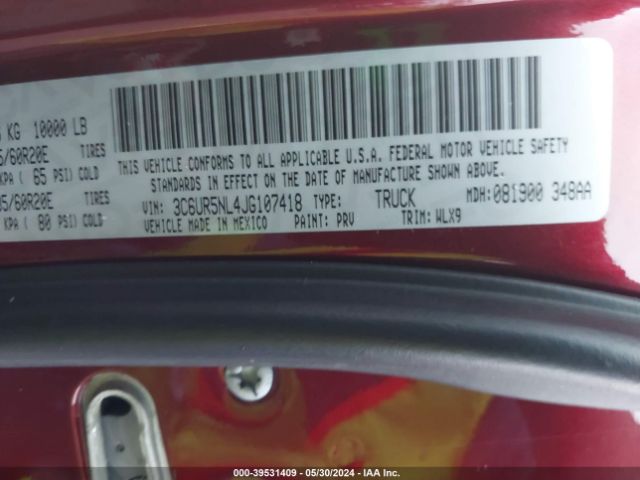 KG 10000 LB
5/60R20E TIRES
KPA ( 65 PSI) COLD
5/60R20E TIRES
KPA ( 80 PSI) COLD
THIS VEHICLE CONFORMS TO ALL APPLICABLE U.S.A. FEDERAL MOTOR VEHICLE SAFETY
STANDARDS IN EFFECT ON THE DATE OF MANUFACTURE SHOWN ABOVE.
VIN: 3C6UR5NL4JG107418 TYPE: TRUCK MDH: 081900 348AA
VEHICLE MADE IN MEXICO PAINT: PRV TRIM: WLX9
000-39531409 - 05/30/2024 - IAA Inc.